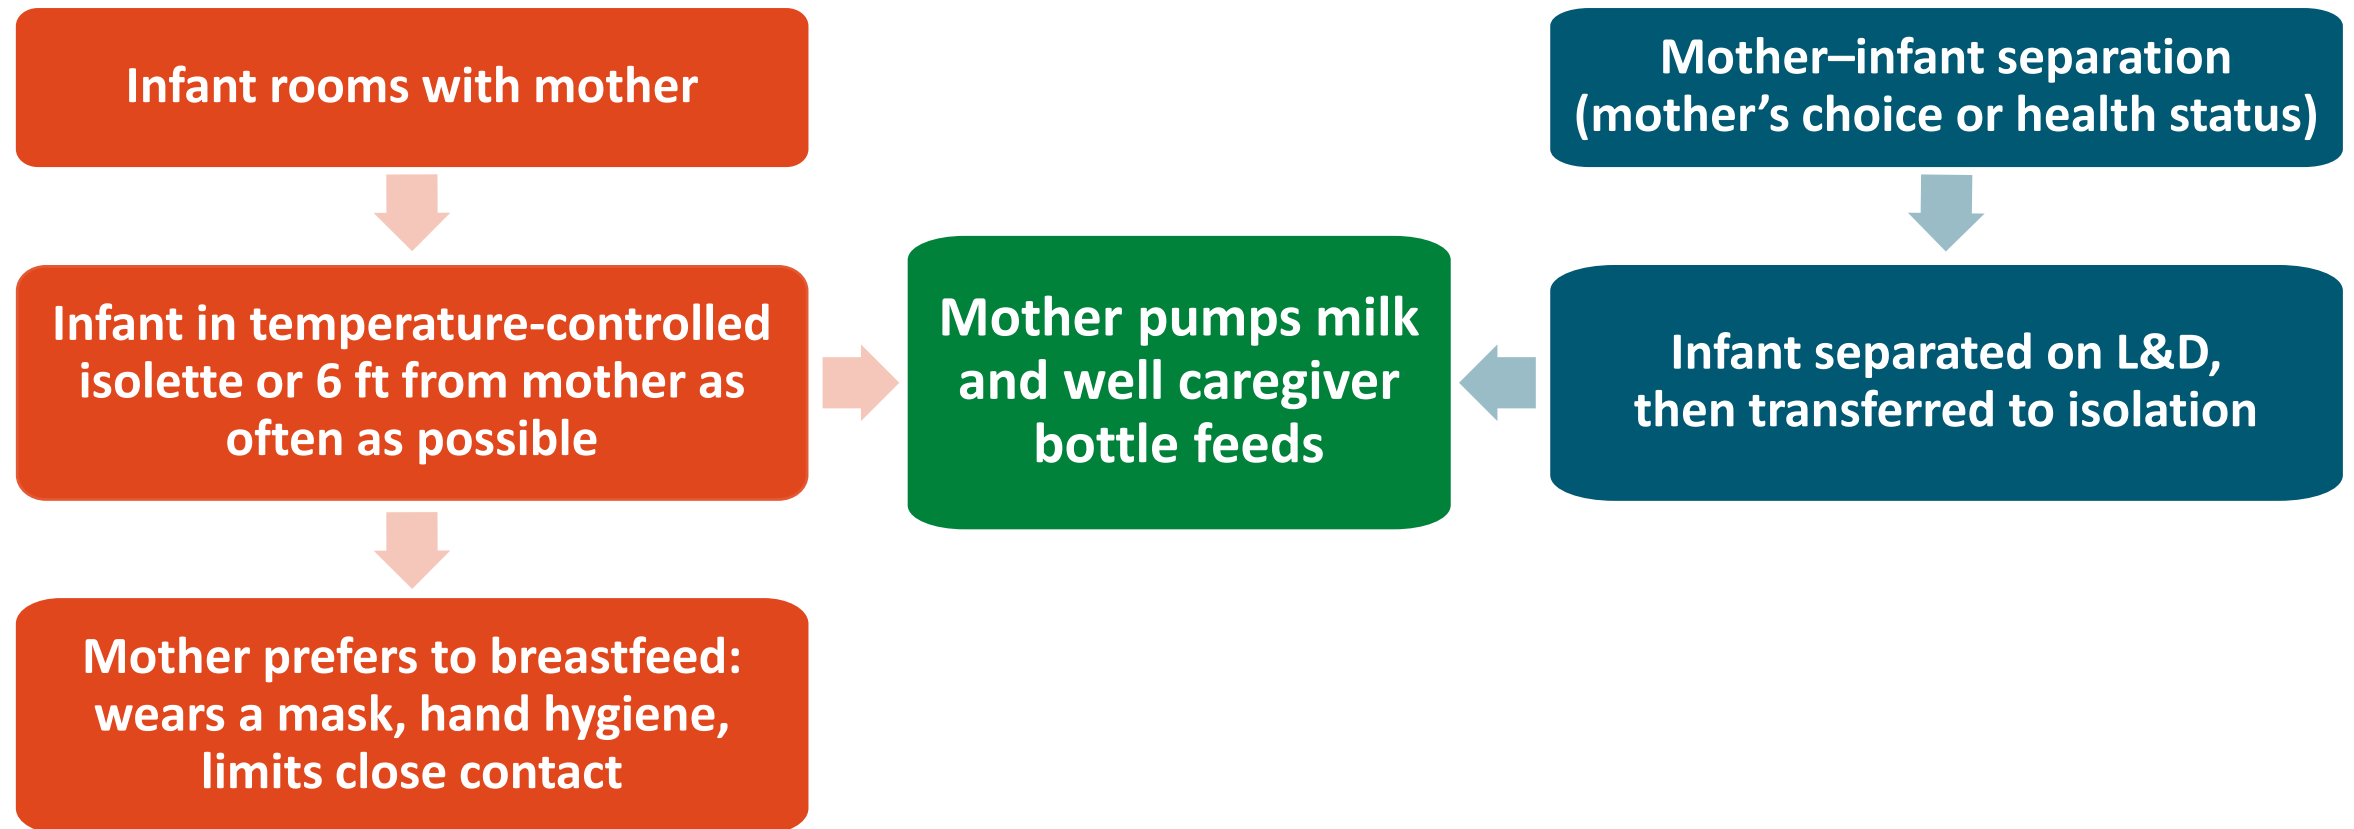 Infant rooms with mother
Infant in temperature-controlled
isolette or 6 ft from mother as
often as possible
Mother prefers to breastfeed:
wears a mask, hand hygiene,
limits close contact
Mother pumps milk
and well caregiver
bottle feeds
Mother–infant separation
(mother’s choice or health status)
Infant separated on L&D,
then transferred to isolation